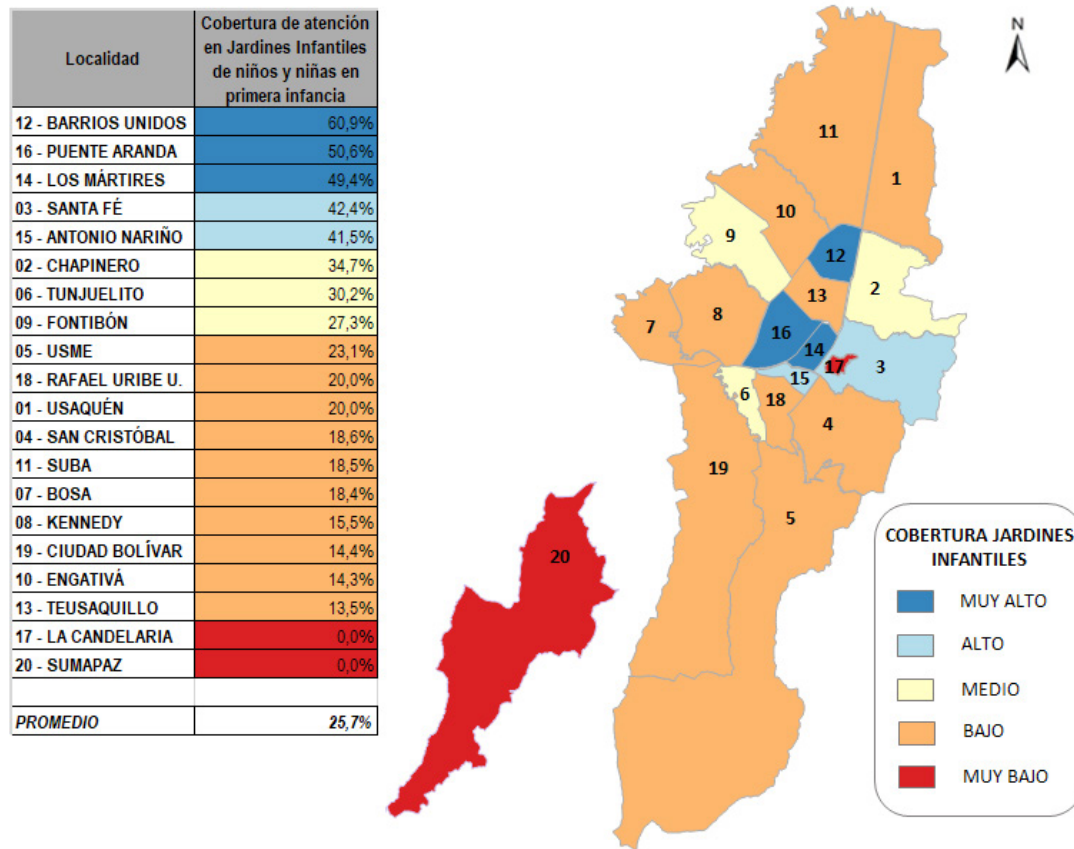 Localidad
Cobertura de atención
en Jardines Infantiles
de niños y niñas en
primera infancia
12 - BARRIOS UNIDOS 60,9%
16 - PUENTE ARANDA 50,6%
14 - LOS MÁRTIRES 49,4%
03 - SANTA FÉ 42,4%
15 - ANTONIO NARIÑO 41,5%
02 - CHAPINERO 34,7%
06 - TUNJUELITO 30,2%
09 - FONTIBÓN 27,3%
05 - USME 23,1%
18 - RAFAEL URIBE U. 20,0%
01 - USAQUÉN 20,0%
04 - SAN CRISTÓBAL 18,6%
11 - SUBA 18,5%
07 - BOSA 18,4%
08 - KENNEDY 15,5%
19 - CIUDAD BOLÍVAR 14,4%
10 - ENGATIVÁ 14,3%
13 - TEUSAQUILLO 13,5%
17 - LA CANDELARIA 0,0%
20 - SUMAPAZ 0,0%
PROMEDIO 25,7%
N
11
1
10
9
12
2
13
8
7
16
14
17
3
15
6
18
4
19
5
20
COBERTURA JARDINES
INFANTILES
MUY ALTO
ALTO
MEDIO
BAJO
MUY BAJO